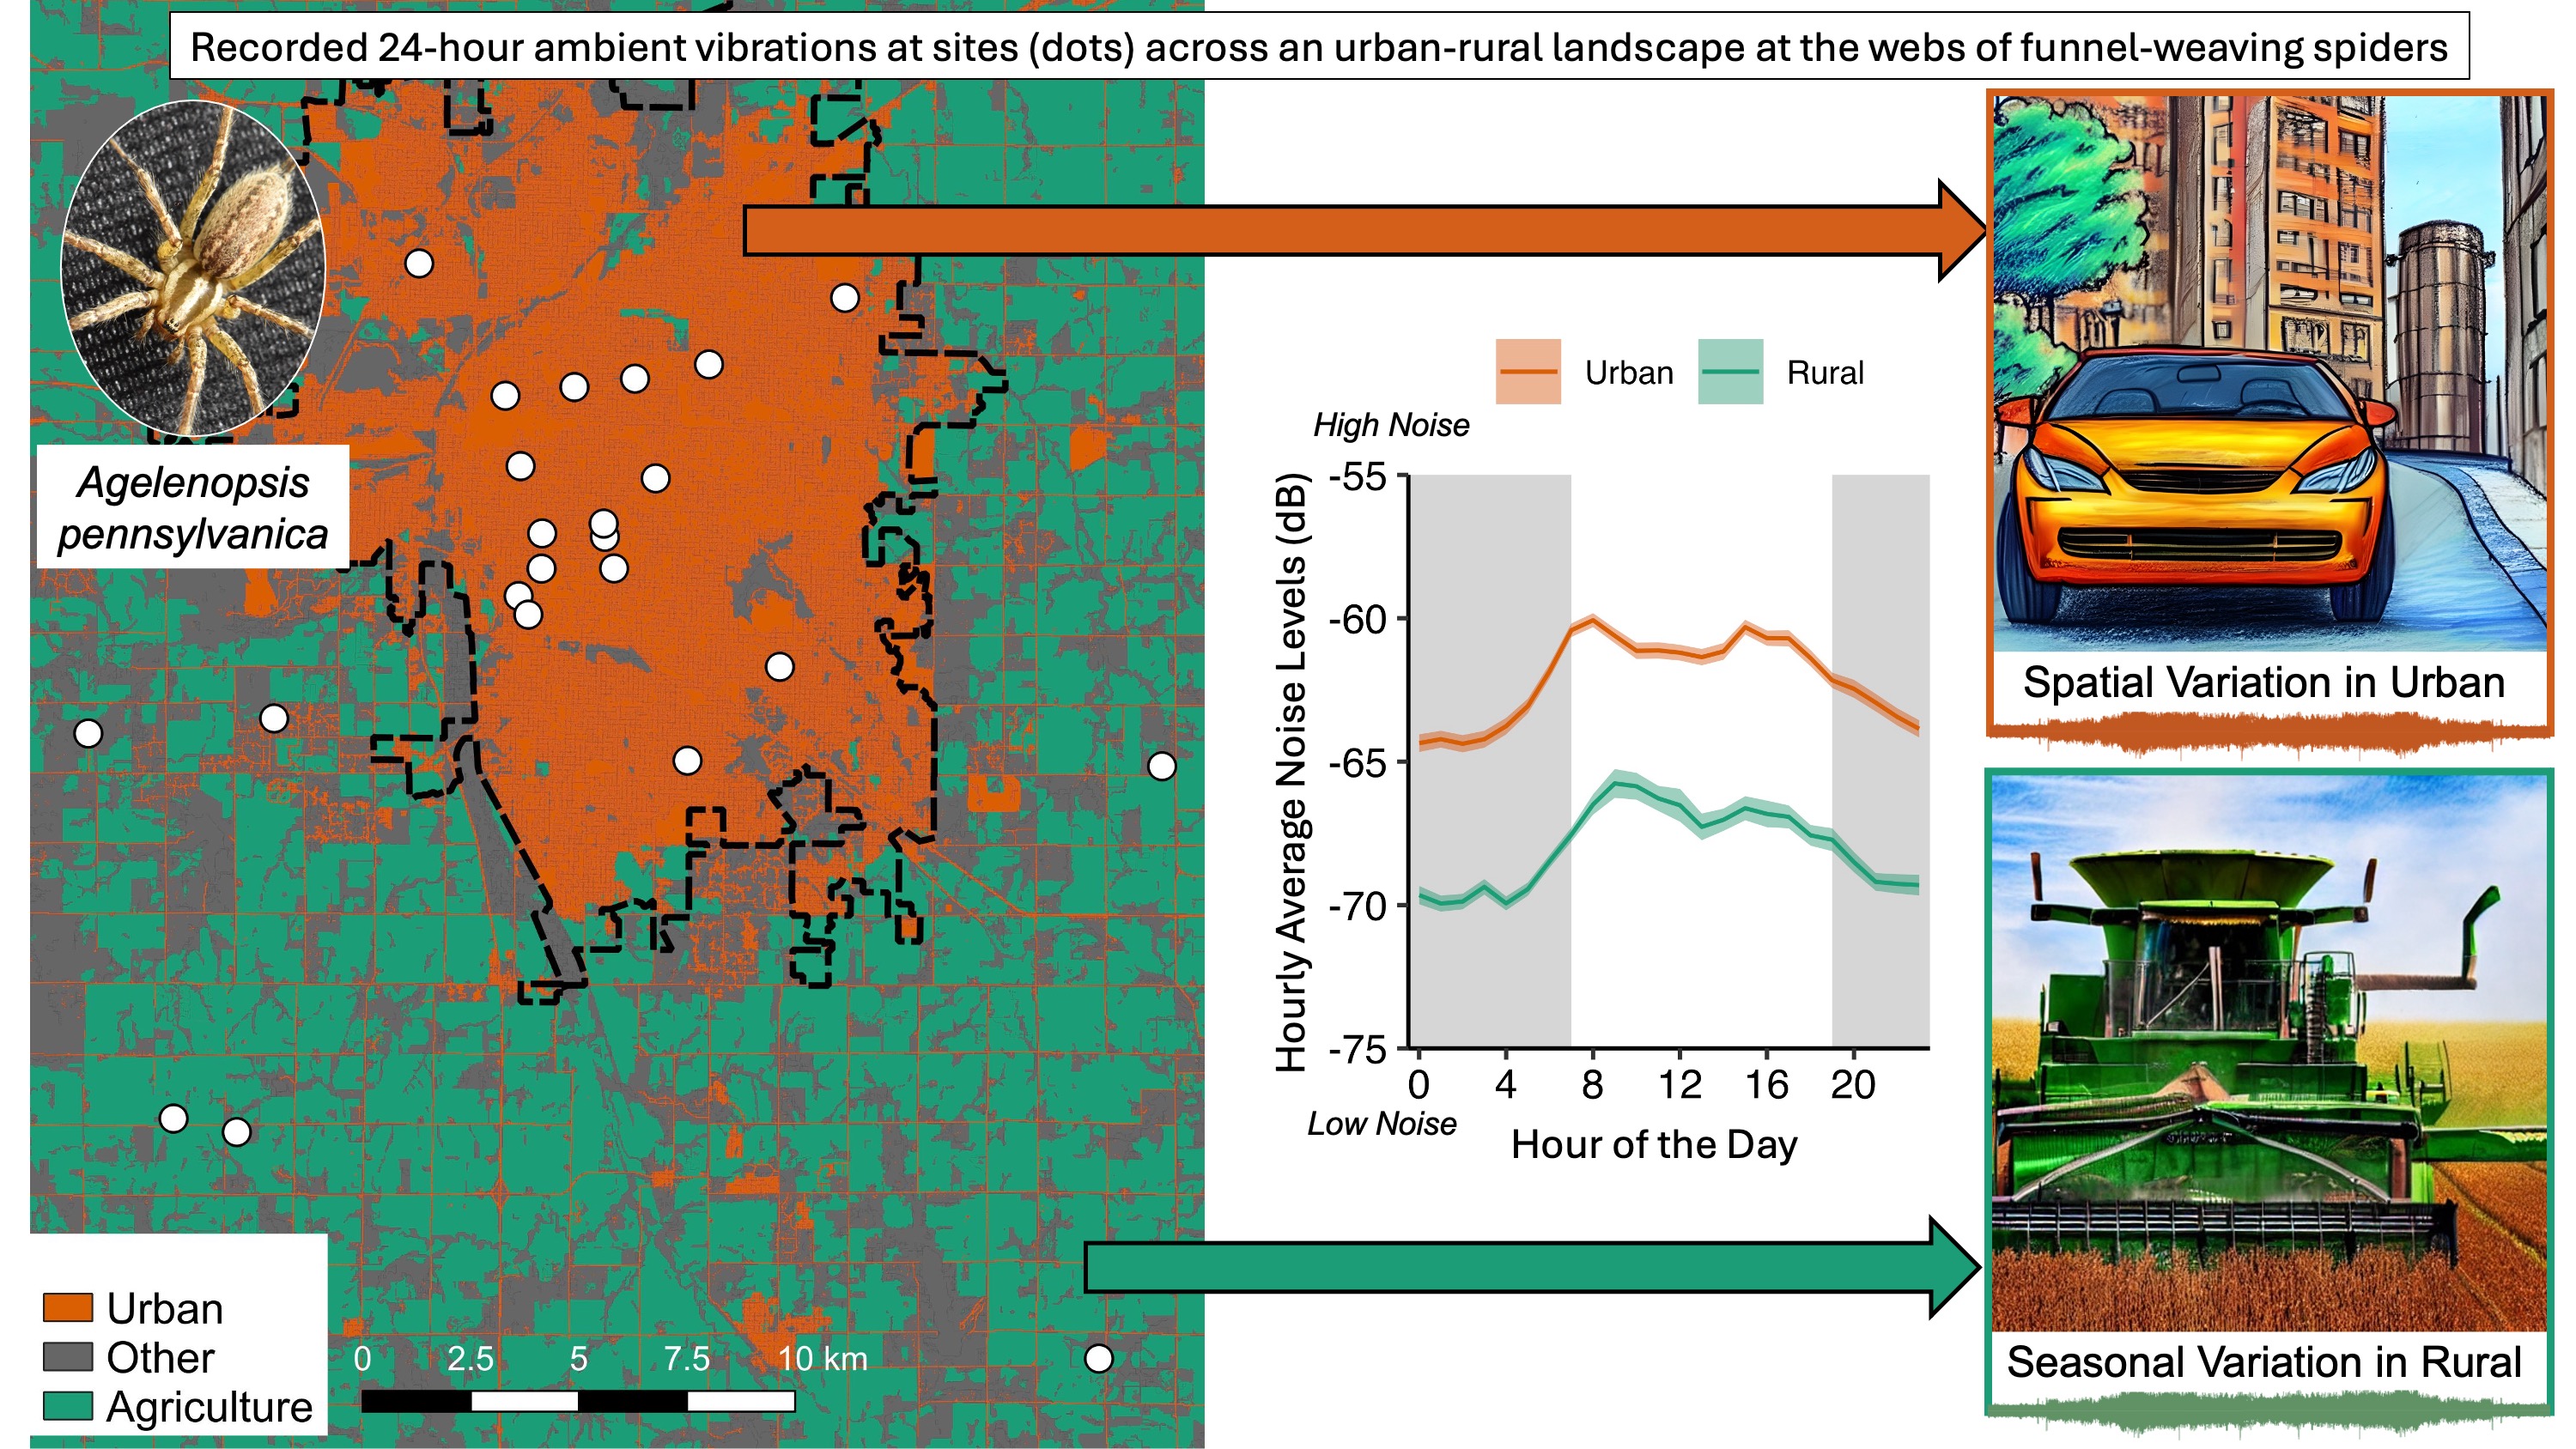 Recorded 24-hour ambient vibrations at sites (dots) across an urban-rural landscape at the webs of funnel-weaving spiders
Agelenopsis
pennsylvanica
Urban
Other
Agriculture
0 2.5 5 7.5 10 km
Urban Rural
High Noise
Hourly Average Noise Levels (dB)
-55
-60
-65
-70
-75
0 4 8 12 16 20
Low Noise
Hour of the Day
Spatial Variation in Urban
Seasonal Variation in Rural